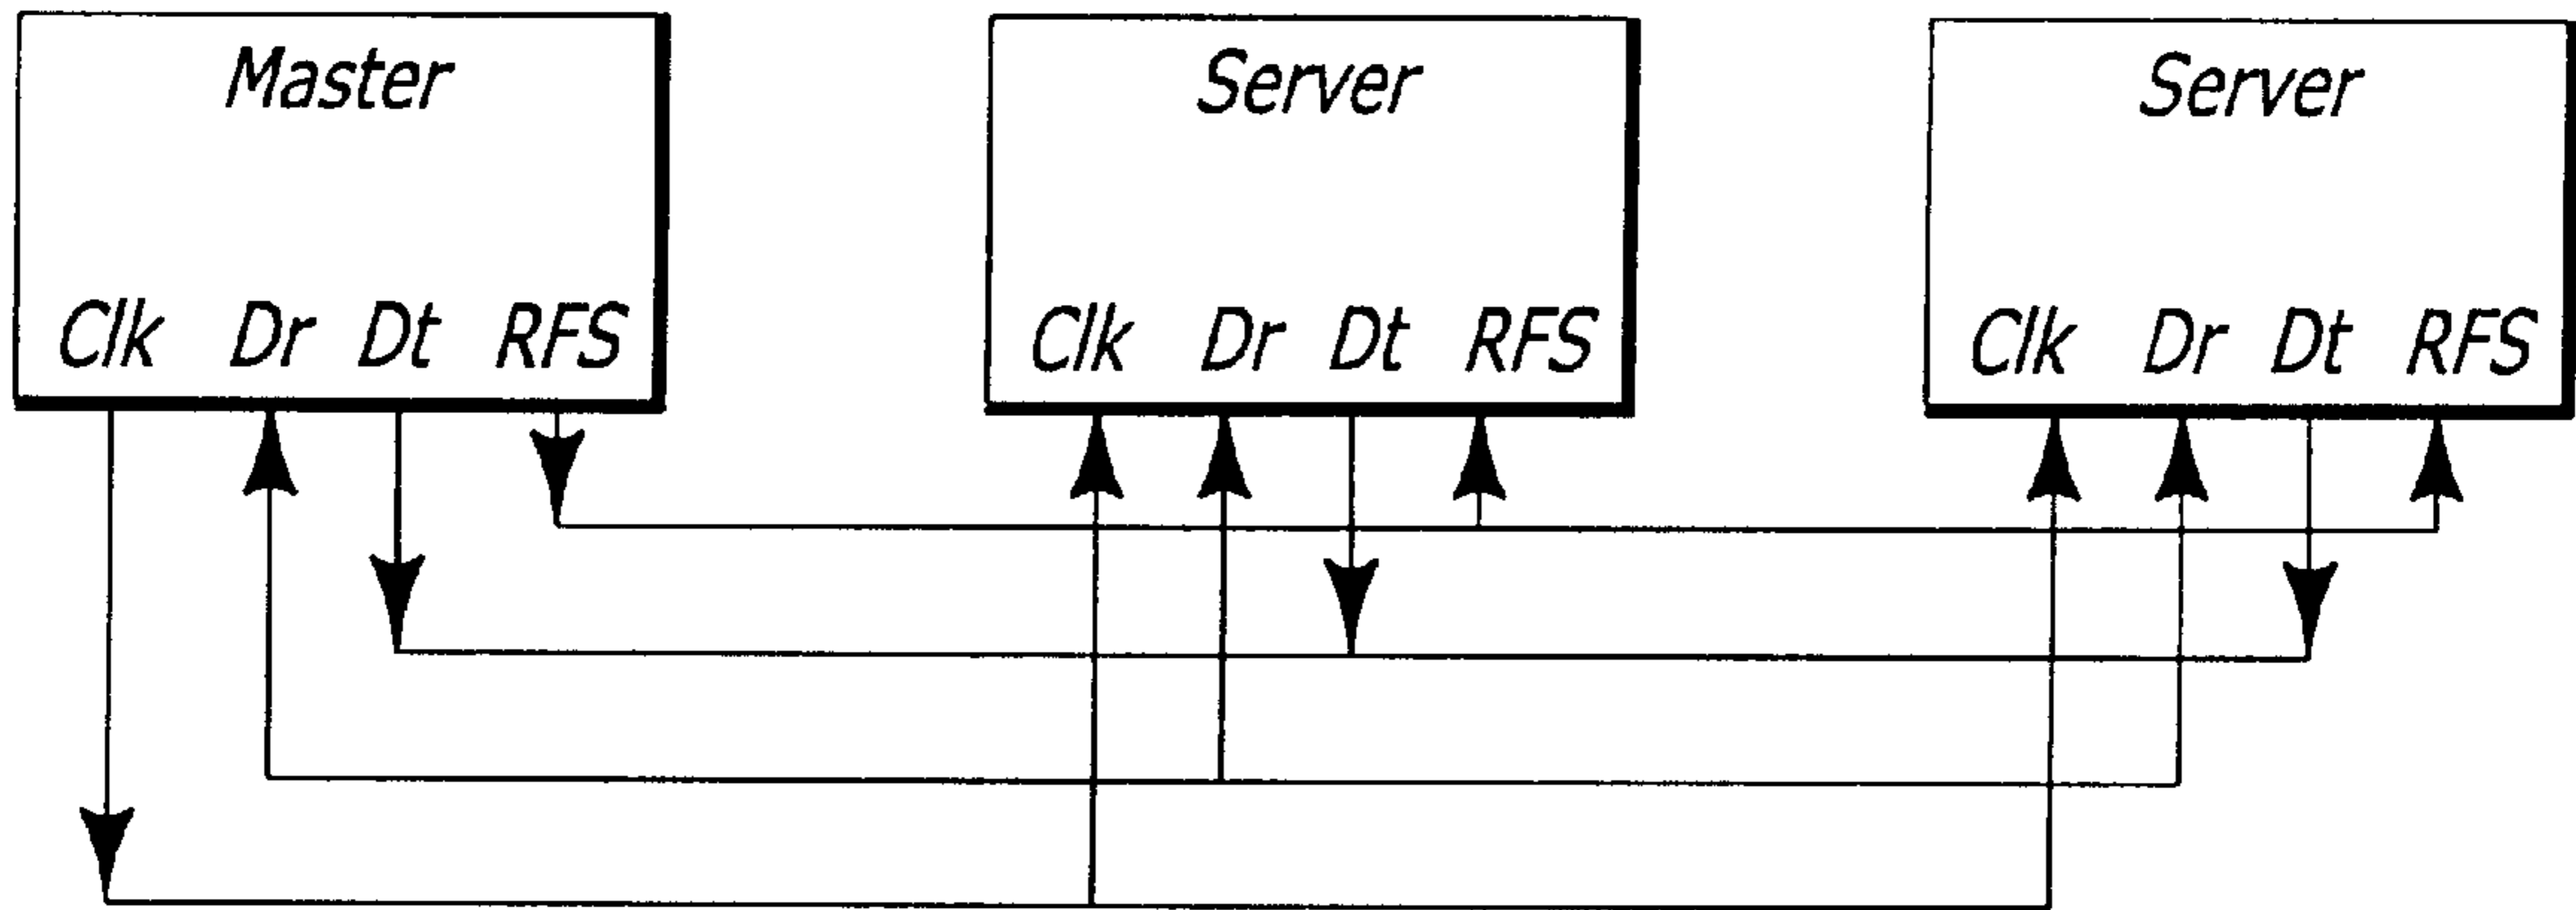 Master
Clk Dr Dt RFS
Server
Clk Dr Dt RFS
Server
Clk Dr Dt RFS